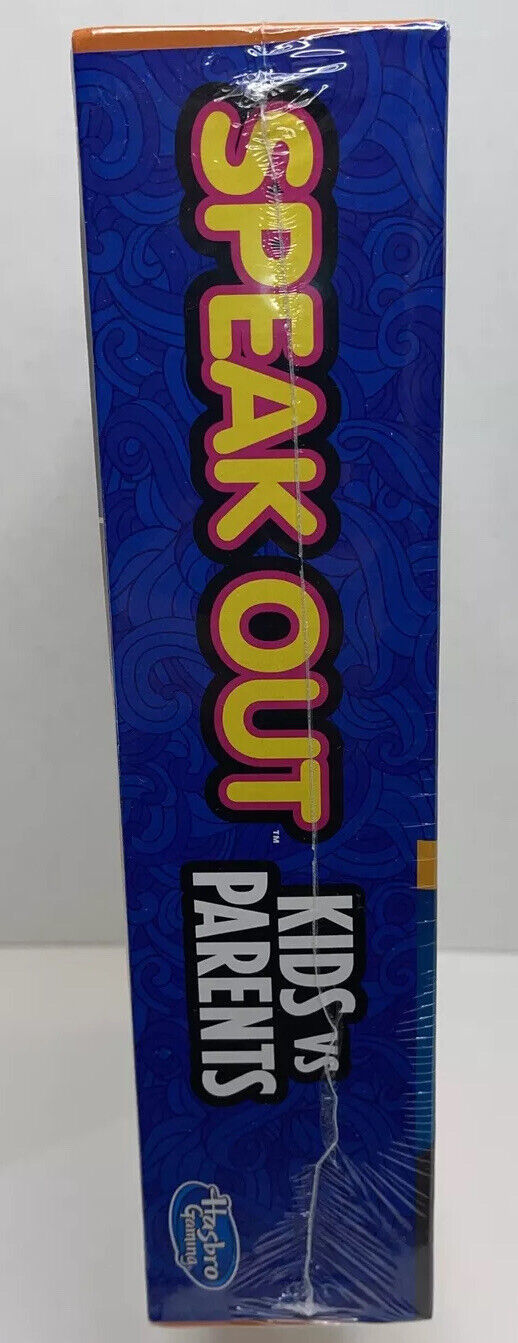 SPEAK OUT™
KIDS VS
PARENTS
Hasbro
Gaming